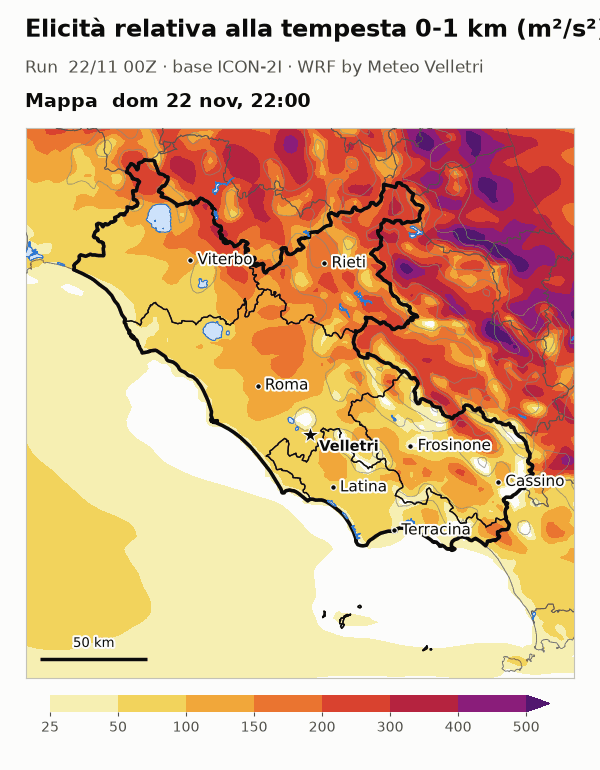 Elicità relativa alla tempesta 0-1 km (m²/s²)
Run 22/11 00Z · base ICON-2I · WRF by Meteo Velletri
Mappa dom 22 nov, 22:00
Viterbo
Rieti
Roma
Velletri
Frosinone
Cassino
Latina
Terracina
50 km
25 50 100 150 200 300 400 500